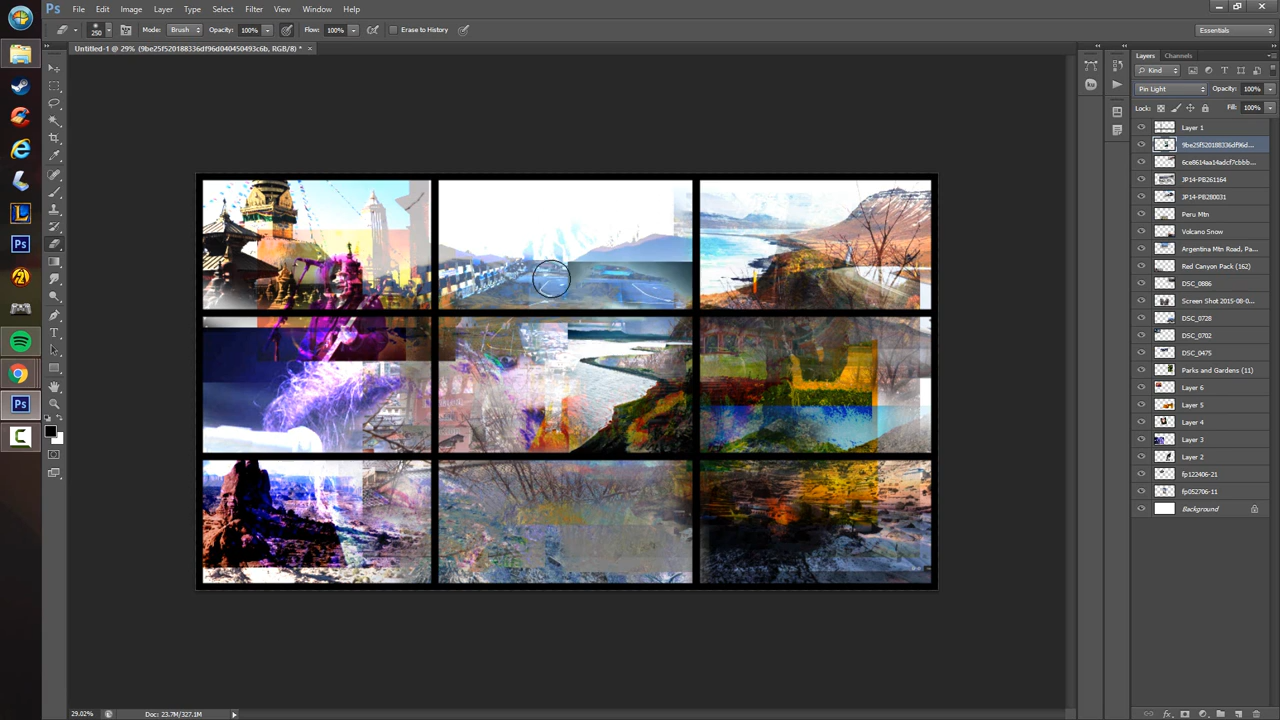 Ps File Edit Image Layer Type Select Filter View Window Help
250 Mode: Brush Opacity: 100% Flow: 100% Erase to History Essentials
Untitled-1 @ 29% (9be25f520188336df96d040450493c6b, RGB/8) * ×
Layers Channels
Kind
Pin Light Opacity: 100%
Lock: Fill: 100%
Layer 1
9be25f520188336df96d...
6ce8614aa14adcf7cbbb...
JP14-PB261164
JP14-PB280031
Peru Mtn
Volcano Snow
Argentina Mtn Road, Pa...
Red Canyon Pack (162)
DSC_0886
Screen Shot 2015-08-0...
DSC_0728
DSC_0702
DSC_0475
Parks and Gardens (11)
Layer 6
Layer 5
Layer 4
Layer 3
Layer 2
fp122406-21
fp052706-11
Background
29.02% Doc: 23.7M/327.1M